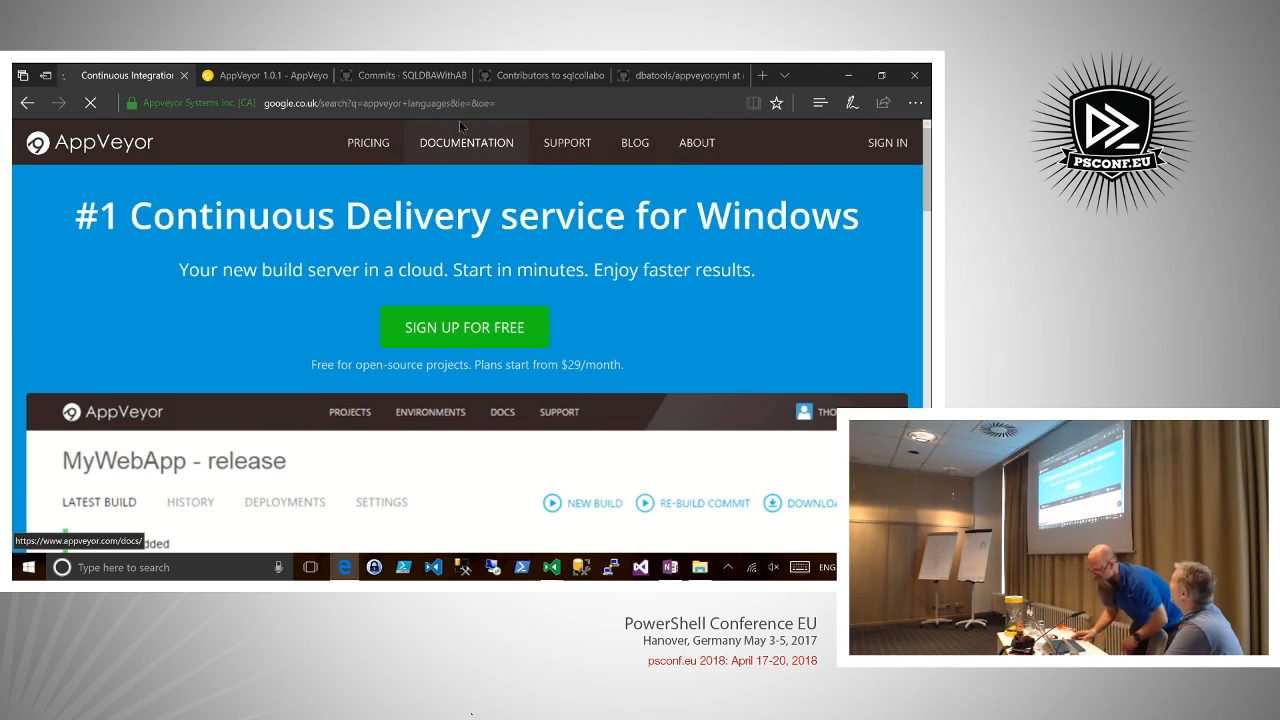 Continuous Integration
AppVeyor 1.0.1 - AppVeyo
Commits · SQLDBAWithAB
Contributors to sqlcollabo
dbatools/appveyor.yml at
Appveyor Systems Inc. [CA]
google.co.uk/search?q=appveyor+languages&ie=&oe=
AppVeyor
PRICING
DOCUMENTATION
SUPPORT
BLOG
ABOUT
SIGN IN
#1 Continuous Delivery service for Windows
Your new build server in a cloud. Start in minutes. Enjoy faster results.
SIGN UP FOR FREE
Free for open-source projects. Plans start from $29/month.
AppVeyor
PROJECTS
ENVIRONMENTS
DOCS
SUPPORT
THO
MyWebApp - release
LATEST BUILD
HISTORY
DEPLOYMENTS
SETTINGS
NEW BUILD
RE-BUILD COMMIT
DOWNLOA
https://www.appveyor.com/docs/
dded
Type here to search
ENG
PSCONF.EU
PowerShell Conference EU
Hanover, Germany May 3-5, 2017
psconf.eu 2018: April 17-20, 2018